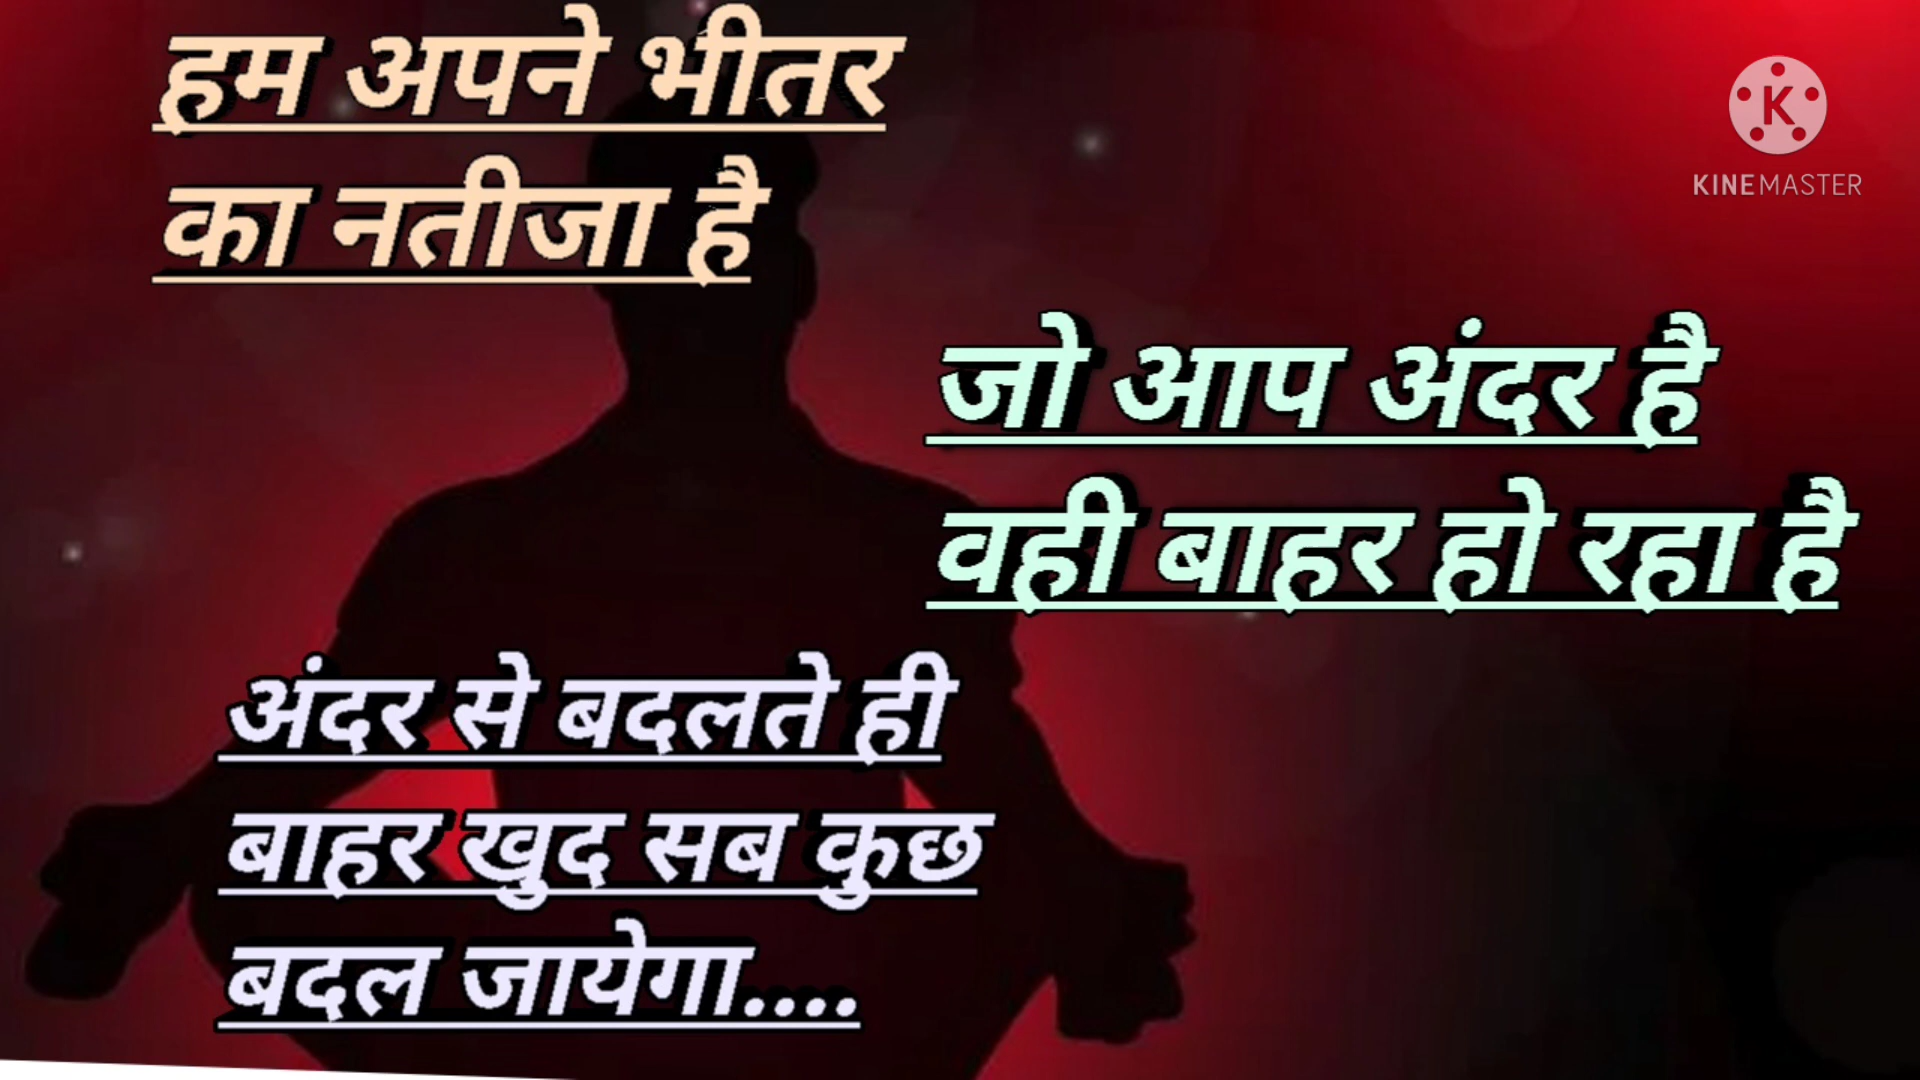 हम अपने भीतर
का नतीजा है
KINEMASTER
जो आप अंदर है
वही बाहर हो रहा है
अंदर से बदलते ही
बाहर खुद सब कुछ
बदल जायेगा....